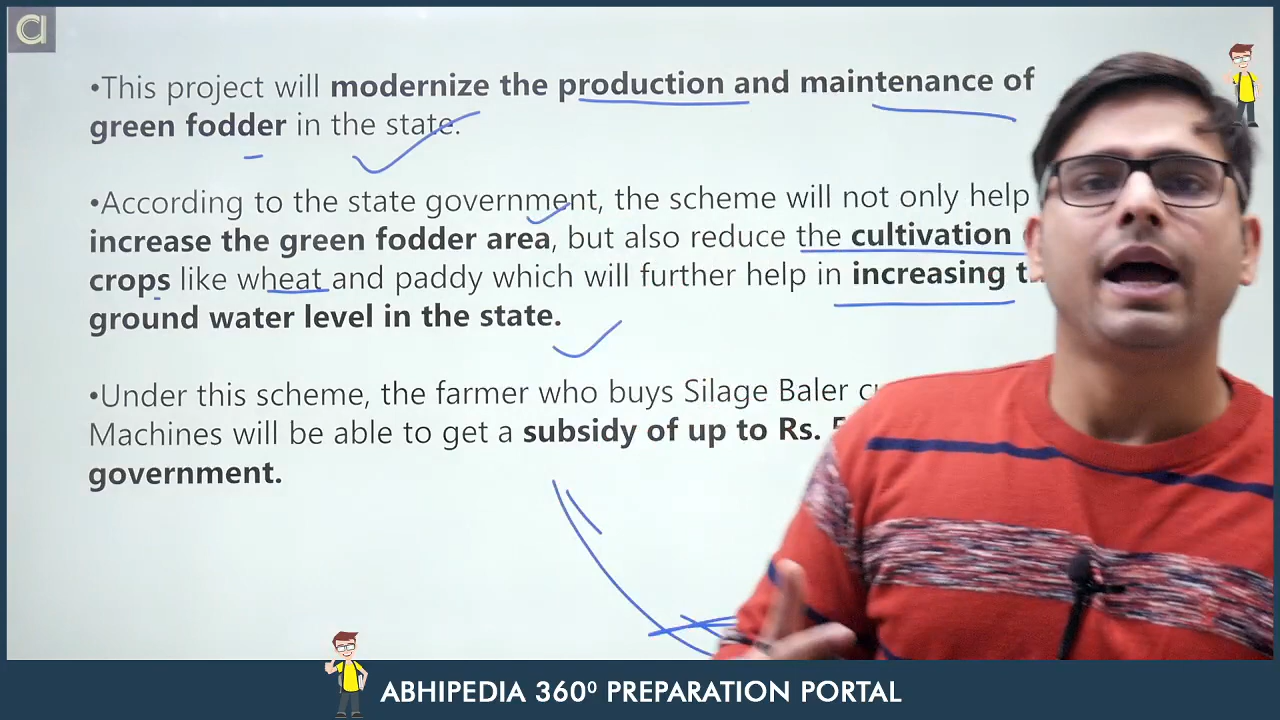 •This project will modernize the production and maintenance of
green fodder in the state.
•According to the state government, the scheme will not only help
increase the green fodder area, but also reduce the cultivation
crops like wheat and paddy which will further help in increasing
ground water level in the state.
•Under this scheme, the farmer who buys Silage Baler
Machines will be able to get a subsidy of up to Rs.
government.
ABHIPEDIA 360⁰ PREPARATION PORTAL